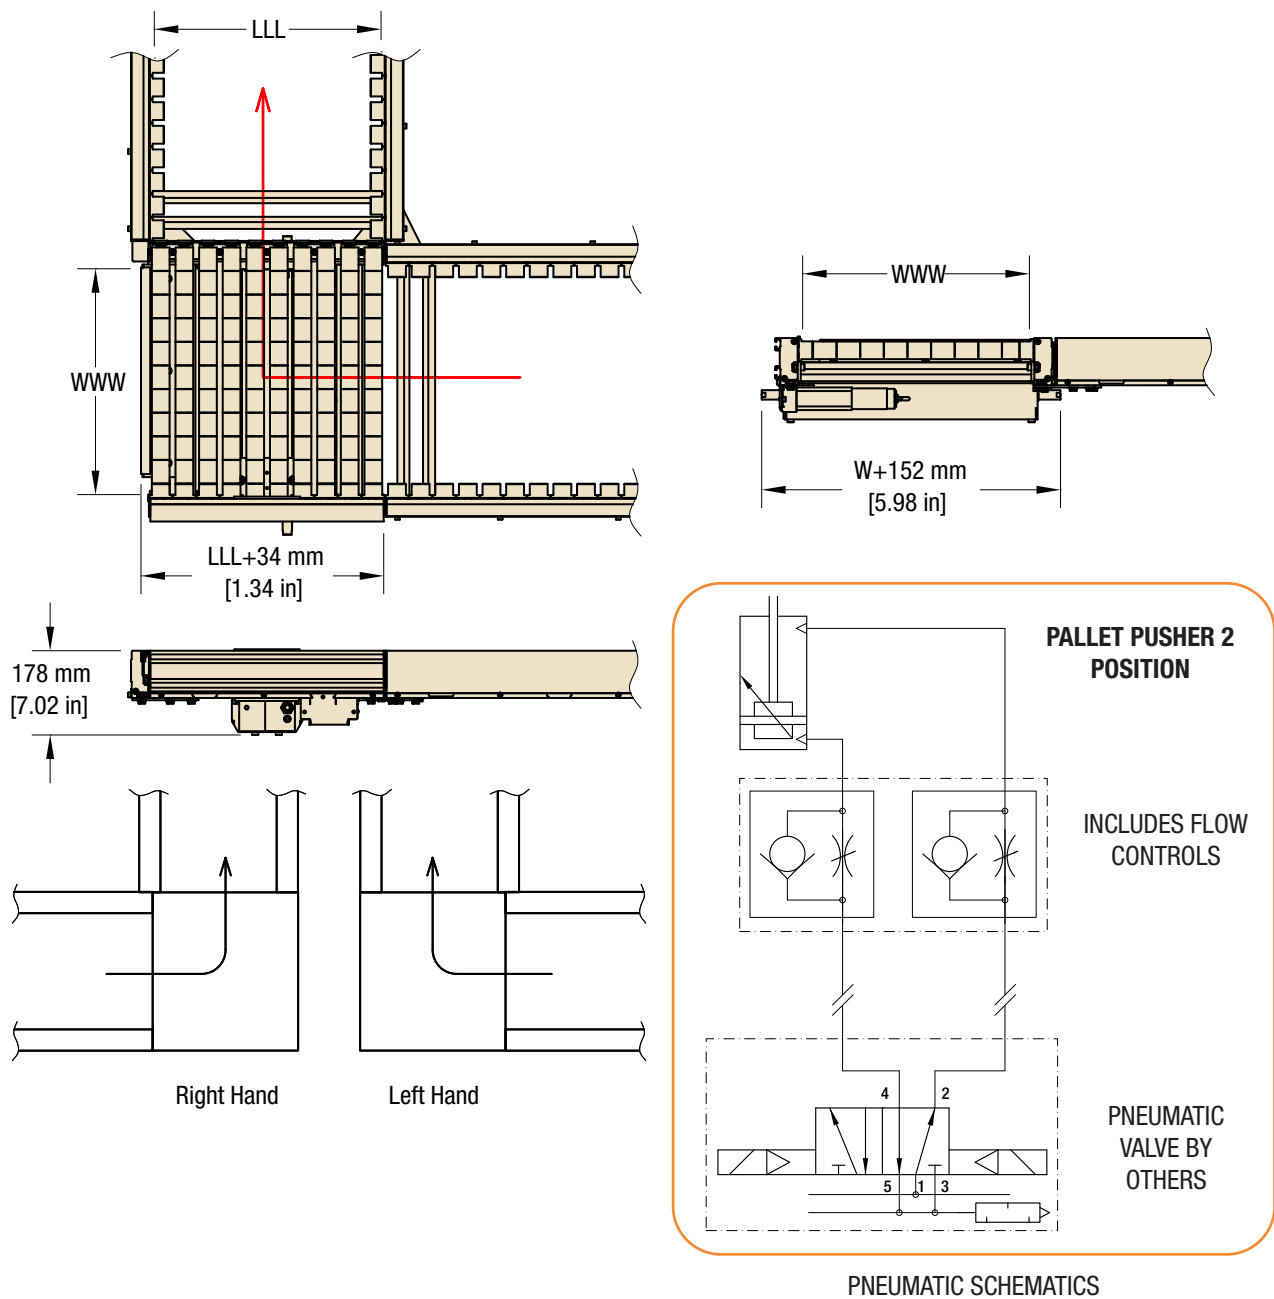 LLL
WWW
LLL+34 mm
[1.34 in]
WWW
W+152 mm
[5.98 in]
178 mm
[7.02 in]
Right Hand
Left Hand
PALLET PUSHER 2
POSITION
INCLUDES FLOW
CONTROLS
4
2
5
1
3
PNEUMATIC
VALVE BY
OTHERS
PNEUMATIC SCHEMATICS